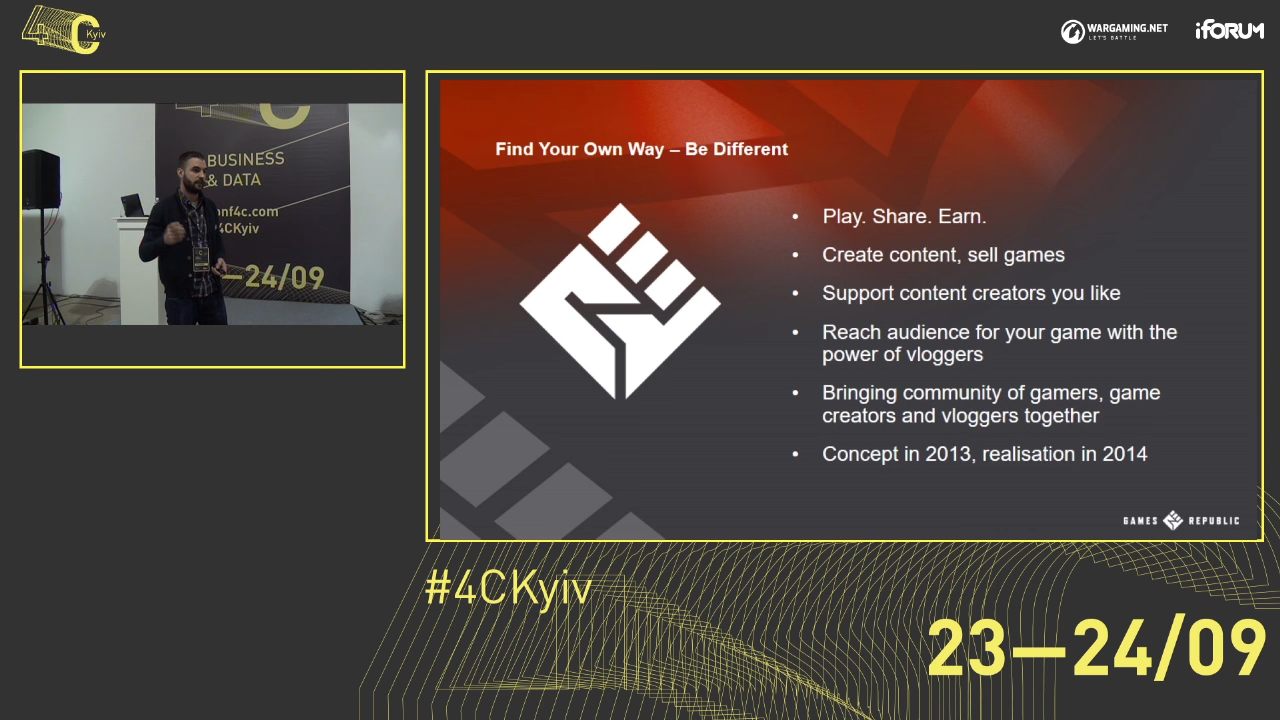 4C Kyiv
WARGAMING.NET
LET'S BATTLE
iFORUM
BUSINESS
& DATA
onf4c.com
4CKyiv
—24/09
Find Your Own Way – Be Different
• Play. Share. Earn.
• Create content, sell games
• Support content creators you like
• Reach audience for your game with the
power of vloggers
• Bringing community of gamers, game
creators and vloggers together
• Concept in 2013, realisation in 2014
GAMES REPUBLIC
#4CKyiv
23—24/09